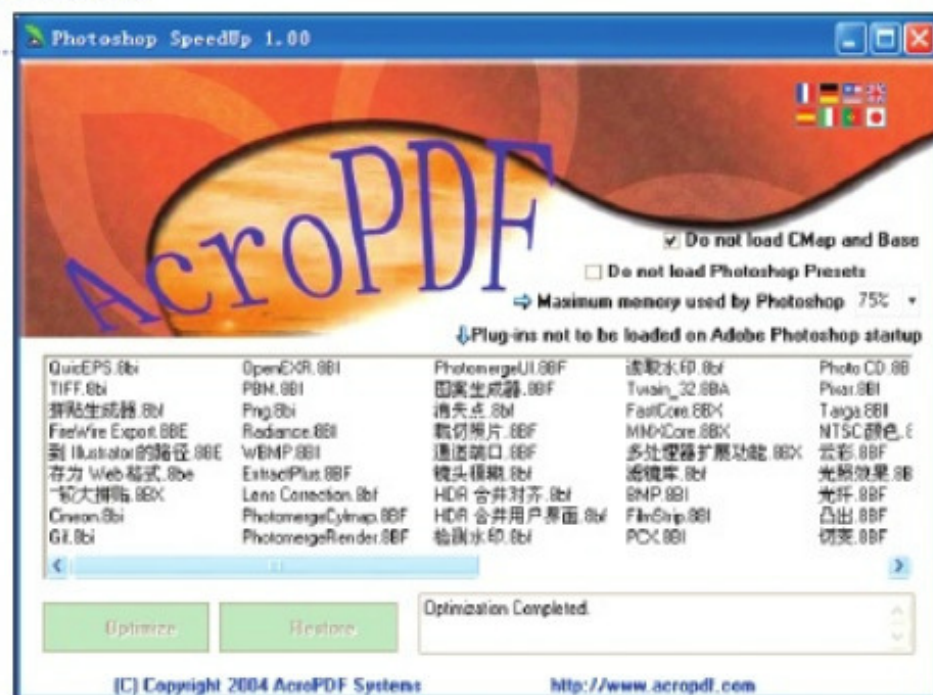 Photoshop SpeedUp 1.00
AcroPDF
Do not load CMap and Base
Do not load Photoshop Presets
Maximum memory used by Photoshop 75%
Plug-ins not to be loaded on Adobe Photoshop startup
QuicEPS.8bi OpenEXR.8BI PhotomergeUI.8BF 读取水印.8bf Photo CD.8B
TIFF.8bi PBM.8BI 图案生成器.8BF Twain_32.8BA Pixar.8BI
拼贴生成器.8bf Png.8bi 消失点.8bf FastCore.8BX Targa.8BI
FireWire Export.8BE Radiance.8BI 裁切照片.8BF MMXCore.8BX NTSC 颜色.8
到 Illustrator的路径.8BE WBMP.8BI 通道端口.8BF 多处理器扩展功能.8BX 云彩.8BF
存为 Web 格式.8be ExtractPlus.8BF 镜头模糊.8bf 滤镜库.8bf 光照效果.8B
~较大拼贴.8BX Lens Correction.8bf HDR 合并对齐.8bf BMP.8BI 光纤.8BF
Cineon.8bi PhotomergeCylmap.8BF HDR 合并用户界面.8bf FilmStrip.8BI 凸出.8BF
Gif.8bi PhotomergeRender.8BF 检测水印.8bf PCX.8BI 切变.8BF
Optimize Restore Optimization Completed.
(C) Copyright 2004 AcroPDF Systems http://www.acropdf.com